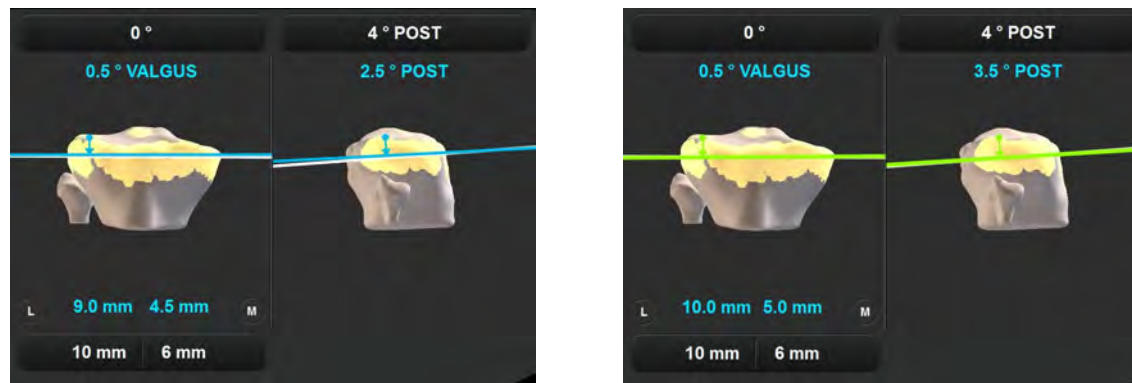 0 °
4 ° POST
0.5 ° VALGUS
2.5 ° POST
L
9.0 mm
4.5 mm
M
10 mm
6 mm
0 °
4 ° POST
0.5 ° VALGUS
3.5 ° POST
L
10.0 mm
5.0 mm
M
10 mm
6 mm